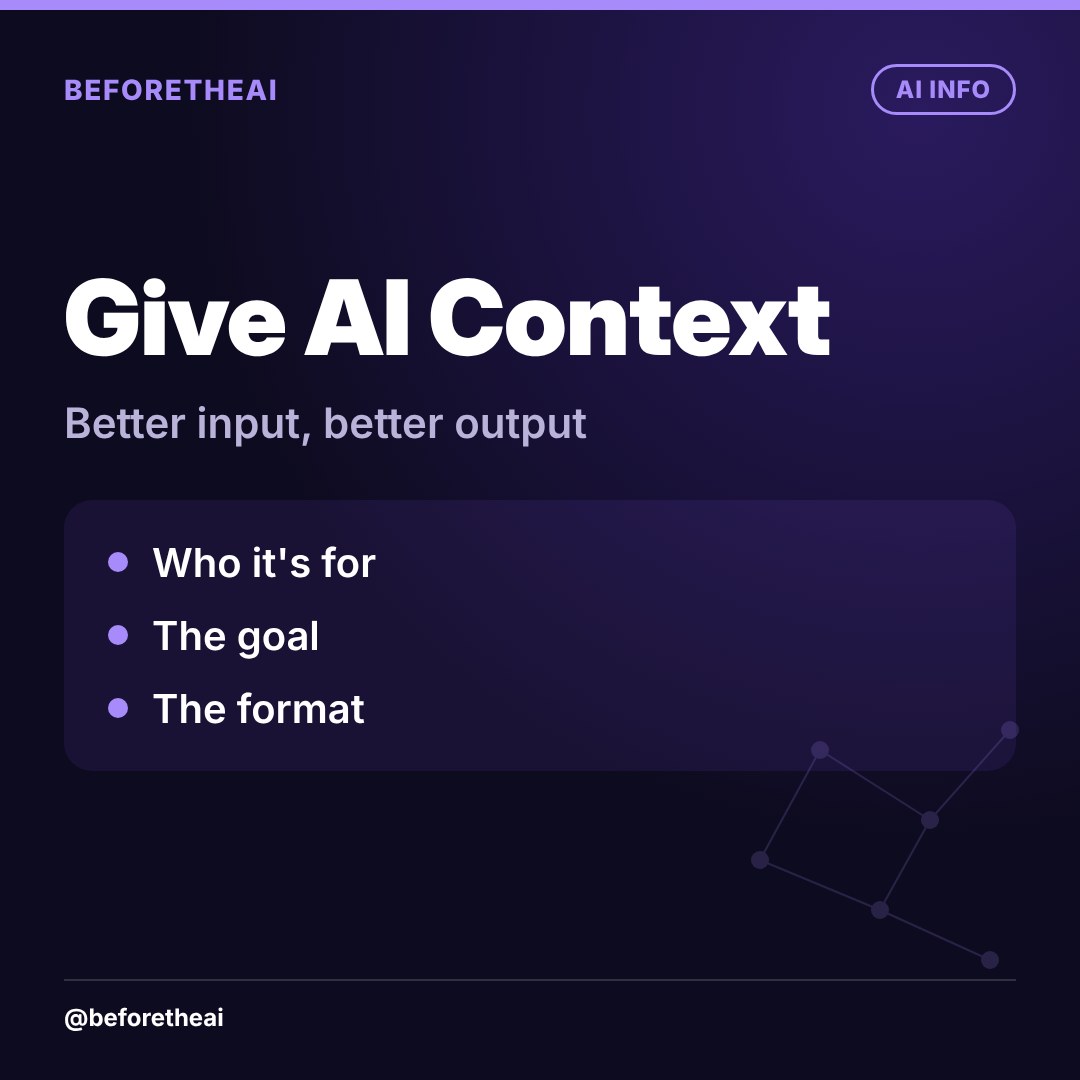 BEFORETHEAI
AI INFO
Give AI Context
Better input, better output
Who it's for
The goal
The format
@beforetheai